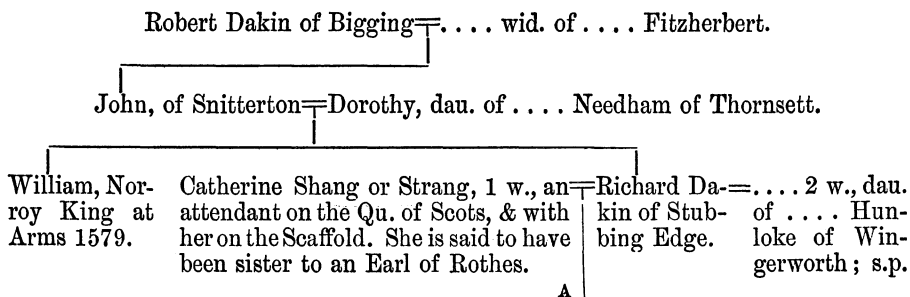 Robert Dakin of Bigging=. . . . wid. of . . . . Fitzherbert.
John, of Snitterton=Dorothy, dau. of . . . . Needham of Thornsett.
William, Nor-
roy King at
Arms 1579.
Catherine Shang or Strang, 1 w., an=
attendant on the Qu. of Scots, & with
her on the Scaffold. She is said to have
been sister to an Earl of Rothes.
Richard Da-=
kin of Stub-
bing Edge.
. . . . 2 w., dau.
of . . . . Hun-
loke of Win-
gerworth ; s.p.
A